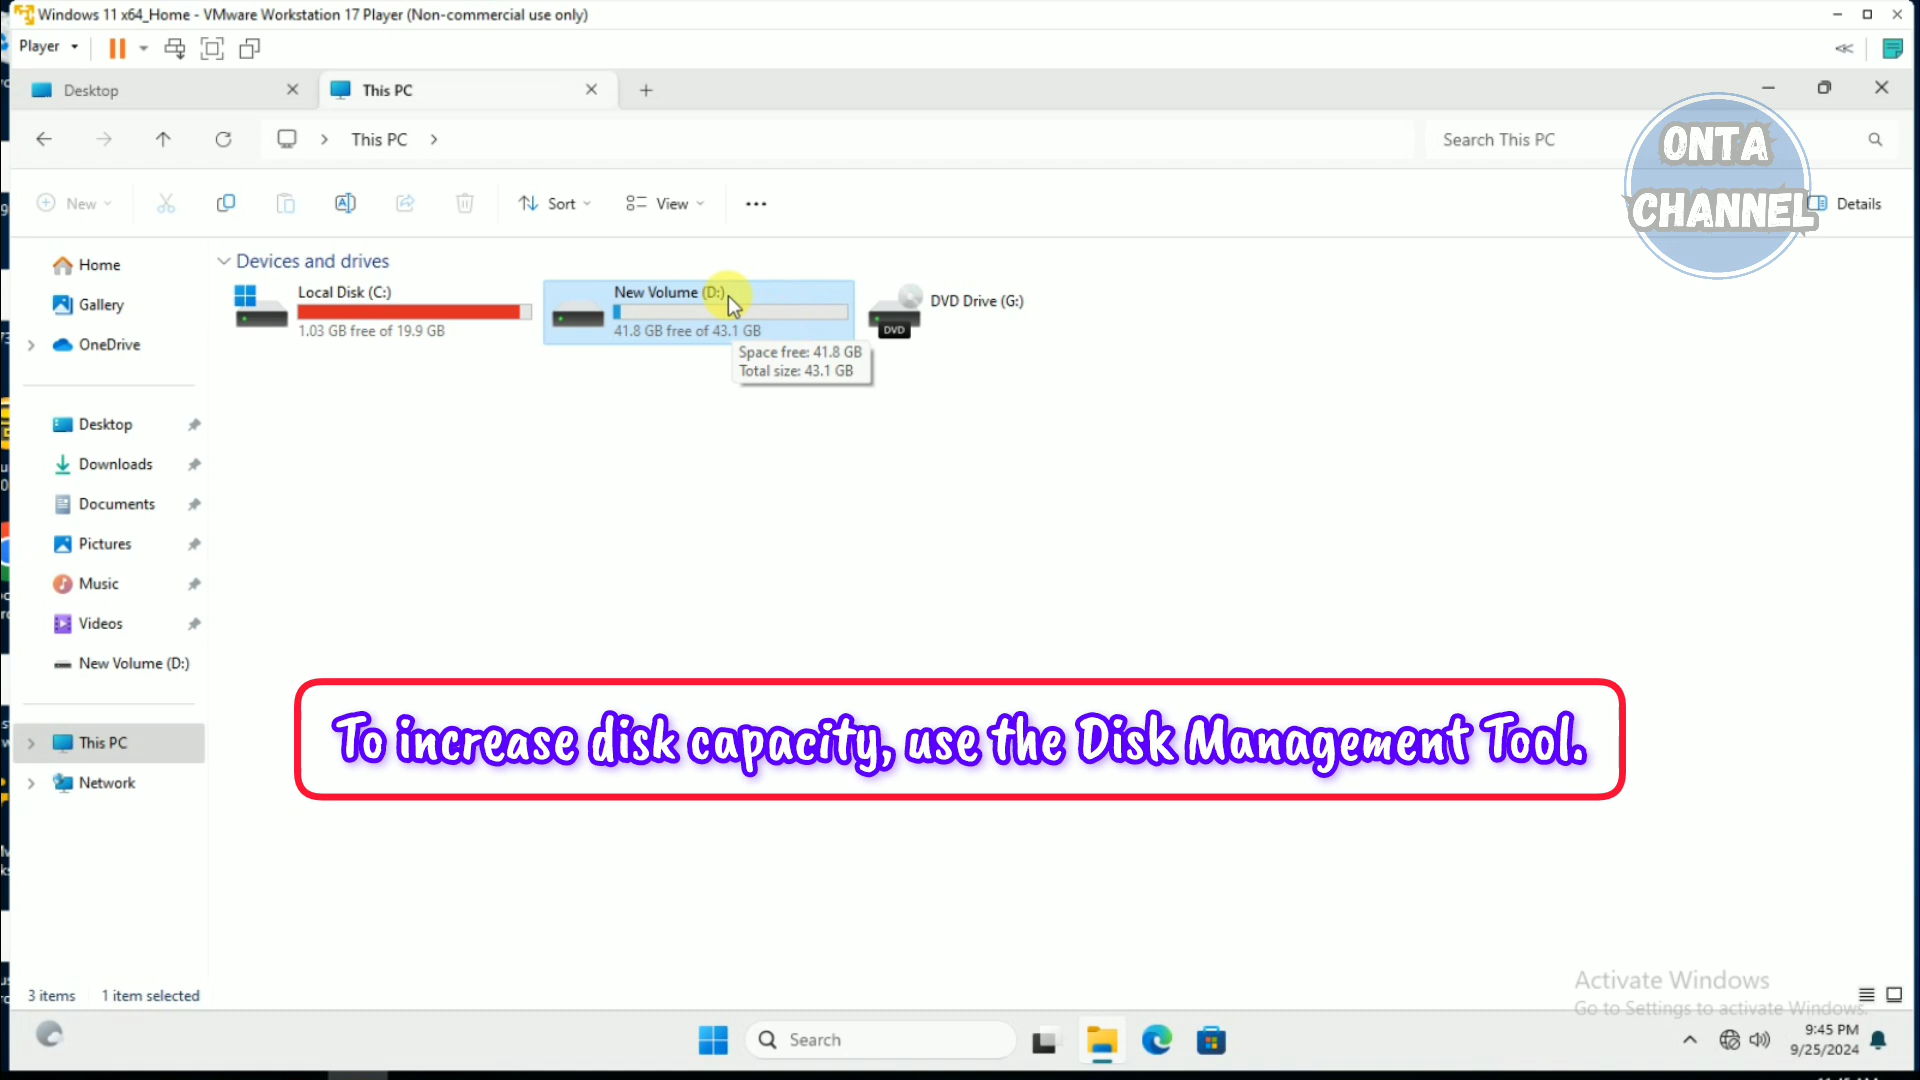 Windows 11 x64_Home - VMware Workstation 17 Player (Non-commercial use only)
Player
Desktop
This PC
This PC
Search This PC
ONTA
CHANNEL
New
Sort
View
Details
Home
Gallery
OneDrive
Desktop
Downloads
Documents
Pictures
Music
Videos
New Volume (D:)
This PC
Network
Devices and drives
Local Disk (C:)
1.03 GB free of 19.9 GB
New Volume (D:)
41.8 GB free of 43.1 GB
DVD Drive (G:)
DVD
Space free: 41.8 GB
Total size: 43.1 GB
To increase disk capacity, use the Disk Management Tool.
3 items
1 item selected
Activate Windows
Go to Settings to activate Windows.
Search
9:45 PM
9/25/2024